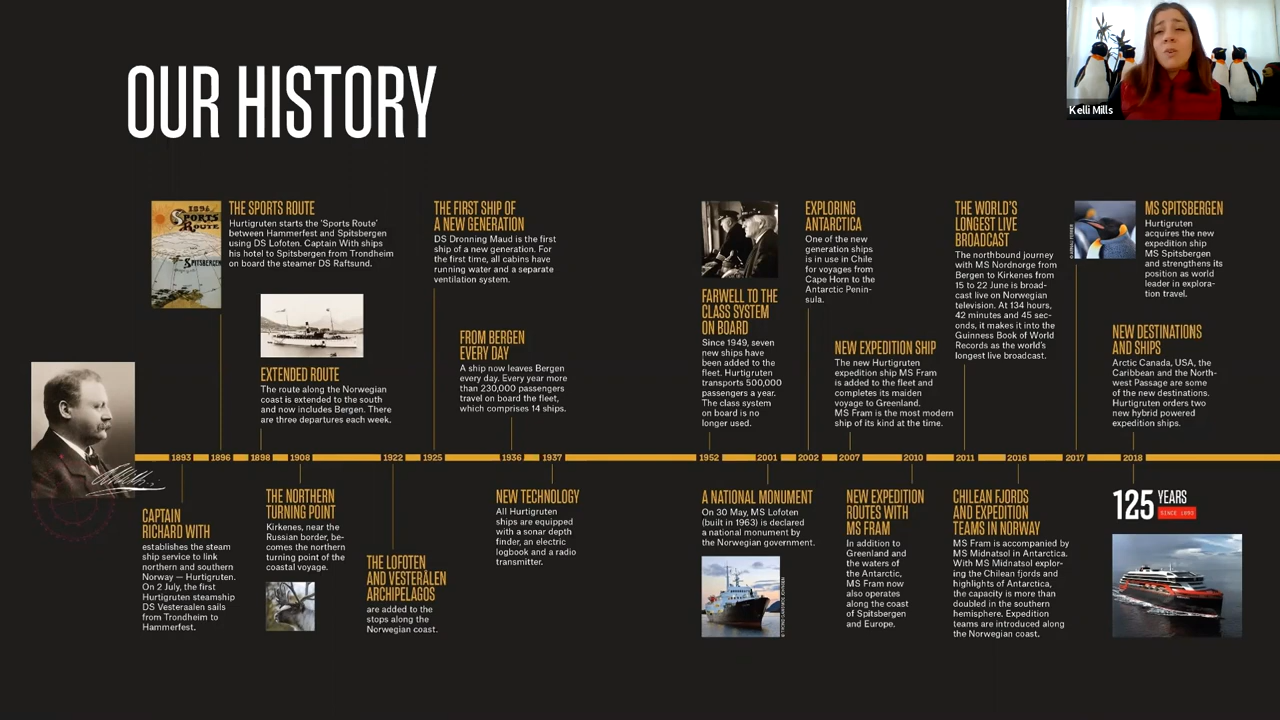 OUR HISTORY
Kelli Mills
1896
SPORTS
ROUTE
SPITSBERGEN
THE SPORTS ROUTE
Hurtigruten starts the 'Sports Route'
between Hammerfest and Spitsbergen
using DS Lofoten. Captain With ships
his hotel to Spitsbergen from Trondheim
on board the steamer DS Raftsund.
EXTENDED ROUTE
The route along the Norwegian
coast is extended to the south
and now includes Bergen. There
are three departures each week.
THE FIRST SHIP OF
A NEW GENERATION
DS Dronning Maud is the first
ship of a new generation. For
the first time, all cabins have
running water and a separate
ventilation system.
FROM BERGEN
EVERY DAY
A ship now leaves Bergen
every day. Every year more
than 230,000 passengers
travel on board the fleet,
which comprises 14 ships.
FARWELL TO THE
CLASS SYSTEM
ON BOARD
Since 1949, seven
new ships have
been added to the
fleet. Hurtigruten
transports 500,000
passengers a year.
The class system
on board is no
longer used.
EXPLORING
ANTARCTICA
One of the new
generation ships
is in use in Chile
for voyages from
Cape Horn to the
Antarctic Penin-
sula.
NEW EXPEDITION SHIP
The new Hurtigruten
expedition ship MS Fram
is added to the fleet and
completes its maiden
voyage to Greenland.
MS Fram is the most modern
ship of its kind at the time.
THE WORLD'S
LONGEST LIVE
BROADCAST
The northbound journey
with MS Nordnorge from
Bergen to Kirkenes from
15 to 22 June is broad-
cast live on Norwegian
television. At 134 hours,
42 minutes and 45 sec-
onds, it makes it into the
Guinness Book of World
Records as the world's
longest live broadcast.
MS SPITSBERGEN
Hurtigruten
acquires the new
expedition ship
MS Spitsbergen
and strengthens its
position as world
leader in explora-
tion travel.
NEW DESTINATIONS
AND SHIPS
Arctic Canada, USA, the
Caribbean and the North-
west Passage are some
of the new destinations.
Hurtigruten orders two
new hybrid powered
expedition ships.
1893 1896 1898 1908 1922 1925 1936 1937 1952 2001 2002 2007 2010 2011 2016 2017 2018
CAPTAIN
RICHARD WITH
establishes the steam
ship service to link
northern and southern
Norway — Hurtigruten.
On 2 July, the first
Hurtigruten steamship
DS Vesteraalen sails
from Trondheim to
Hammerfest.
THE NORTHERN
TURNING POINT
Kirkenes, near the
Russian border, be-
comes the northern
turning point of the
coastal voyage.
THE LOFOTEN
AND VESTERÅLEN
ARCHIPELAGOS
are added to the
stops along the
Norwegian coast.
NEW TECHNOLOGY
All Hurtigruten
ships are equipped
with a sonar depth
finder, an electric
logbook and a radio
transmitter.
A NATIONAL MONUMENT
On 30 May, MS Lofoten
(built in 1963) is declared
a national monument by
the Norwegian government.
NEW EXPEDITION
ROUTES WITH
MS FRAM
In addition to
Greenland and
the waters of
the Antarctic,
MS Fram now
also operates
along the coast
of Spitsbergen
and Europe.
CHILEAN FJORDS
AND EXPEDITION
TEAMS IN NORWAY
MS Fram is accompanied by
MS Midnatsol in Antarctica.
With MS Midnatsol explor-
ing the Chilean fjords and
highlights of Antarctica,
the capacity is more than
doubled in the southern
hemisphere. Expedition
teams are introduced along
the Norwegian coast.
125 YEARS
SINCE 1893